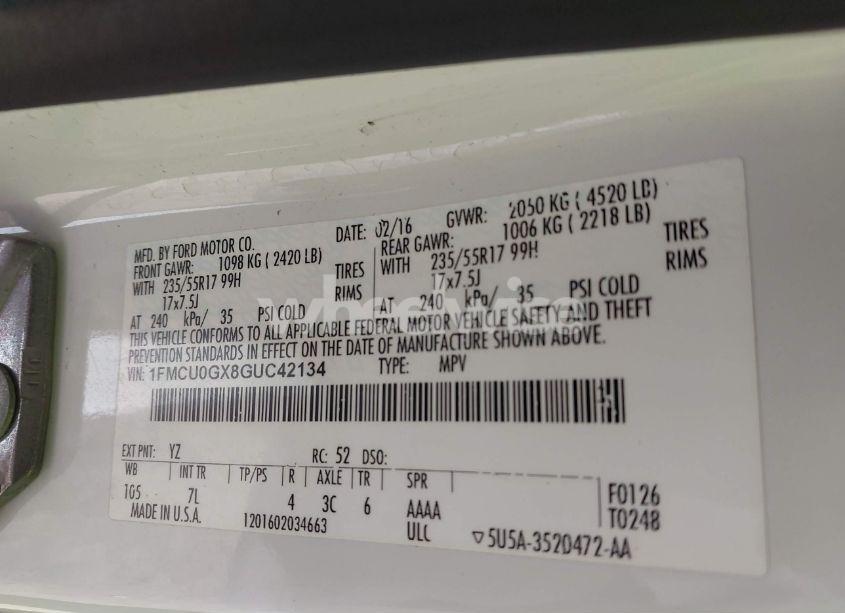 MFD. BY FORD MOTOR CO. DATE: 02/16 GVWR: 2050 KG ( 4520 LB)
FRONT GAWR: 1098 KG ( 2420 LB) REAR GAWR: 1006 KG ( 2218 LB)
WITH 235/55R17 99H TIRES WITH 235/55R17 99H TIRES
17x7.5J RIMS 17x7.5J RIMS
AT 240 kPa/ 35 PSI COLD AT 240 kPa/ 35 PSI COLD
THIS VEHICLE CONFORMS TO ALL APPLICABLE FEDERAL MOTOR VEHICLE SAFETY AND THEFT
PREVENTION STANDARDS IN EFFECT ON THE DATE OF MANUFACTURE SHOWN ABOVE.
VIN: 1FMCU0GX8GUC42134 TYPE: MPV
EXT PNT: YZ RC: 52 DSO:
WB INT TR TP/PS R AXLE TR SPR
105 7L 4 3C 6 AAAA F0126
MADE IN U.S.A. 1201602034663 ULC T0248
▽5U5A-3520472-AA